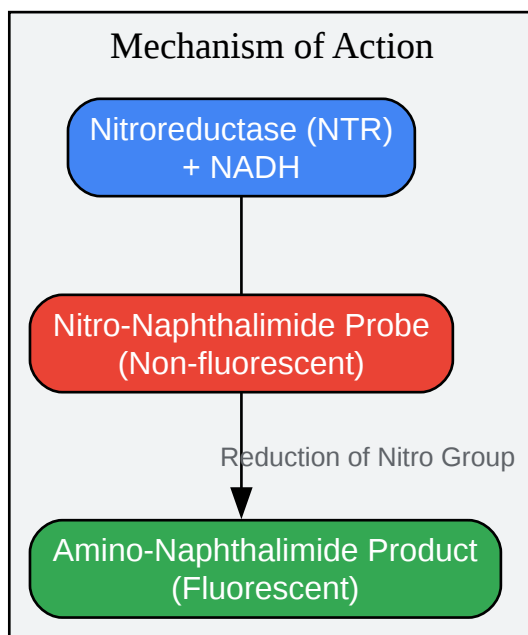 Mechanism of Action
Nitroreductase (NTR)
+ NADH
Nitro-Naphthalimide Probe
(Non-fluorescent)
Reduction of Nitro Group
Amino-Naphthalimide Product
(Fluorescent)